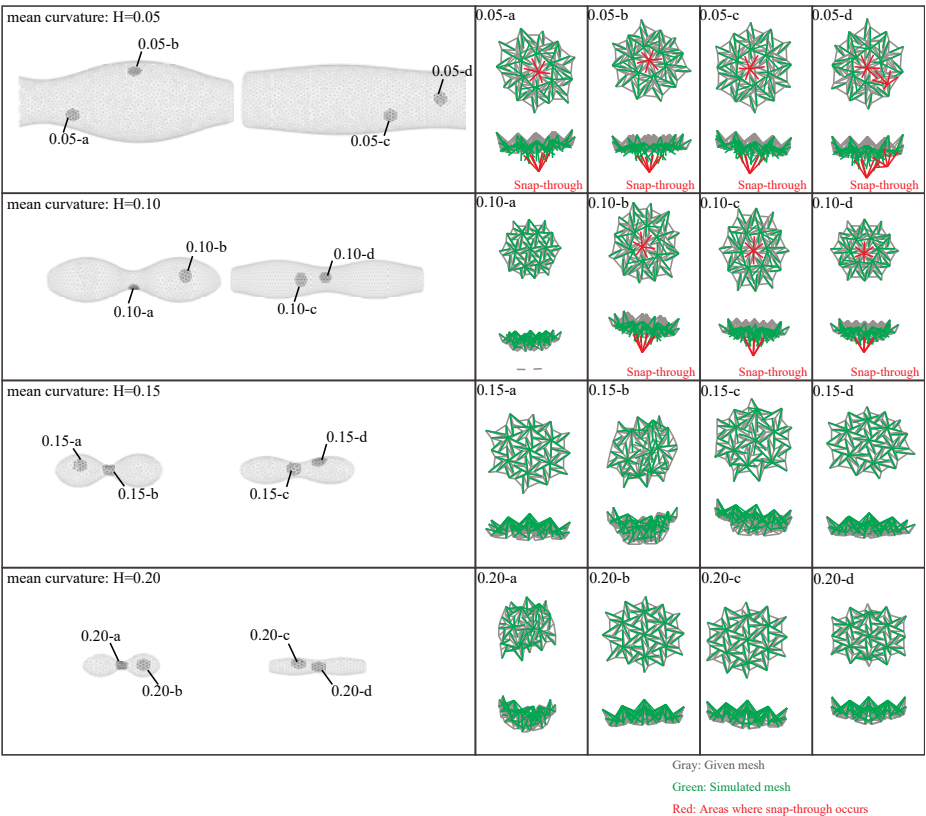 mean curvature: H=0.05
0.05-b
0.05-d
0.05-a
0.05-c
0.05-a
0.05-b
0.05-c
0.05-d
Snap-through
Snap-through
Snap-through
Snap-through
mean curvature: H=0.10
0.10-b
0.10-d
0.10-a
0.10-c
0.10-a
0.10-b
0.10-c
0.10-d
Snap-through
Snap-through
Snap-through
mean curvature: H=0.15
0.15-a
0.15-d
0.15-b
0.15-c
0.15-a
0.15-b
0.15-c
0.15-d
mean curvature: H=0.20
0.20-a
0.20-c
0.20-b
0.20-d
0.20-a
0.20-b
0.20-c
0.20-d
Gray: Given mesh
Green: Simulated mesh
Red: Areas where snap-through occurs